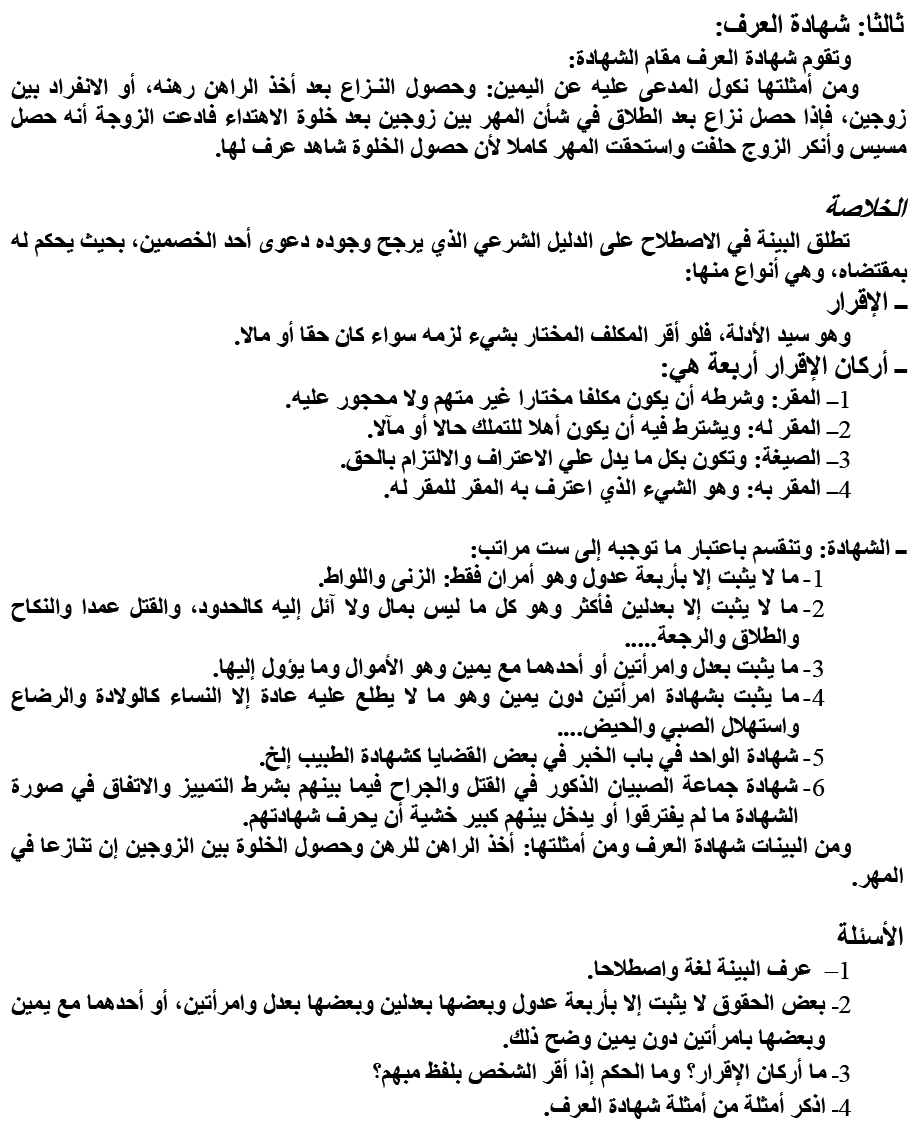 ثالثا: شهادة العرف:
وتقوم شهادة العرف مقام الشهادة:
ومن أمثلتها نكول المدعى عليه عن اليمين: وحصول النـزاع بعد أخذ الراهن رهنه، أو الانفراد بين
زوجين، فإذا حصل نزاع بعد الطلاق في شأن المهر بين زوجين بعد خلوة الاهتداء فادعت الزوجة أنه حصل
مسيس وأنكر الزوج حلفت واستحقت المهر كاملا لأن حصول الخلوة شاهد عرف لها.
الخلاصة
تطلق البينة في الاصطلاح على الدليل الشرعي الذي يرجح وجوده دعوى أحد الخصمين، بحيث يحكم له
بمقتضاه، وهي أنواع منها:
ـ الإقرار
وهو سيد الأدلة، فلو أقر المكلف المختار بشيء لزمه سواء كان حقا أو مالا.
ـ أركان الإقرار أربعة هي:
1ـ المقر: وشرطه أن يكون مكلفا مختارا غير متهم ولا محجور عليه.
2ـ المقر له: ويشترط فيه أن يكون أهلا للتملك حالا أو مآلا.
3ـ الصيغة: وتكون بكل ما يدل علي الاعتراف والالتزام بالحق.
4ـ المقر به: وهو الشيء الذي اعترف به المقر للمقر له.
ـ الشهادة: وتنقسم باعتبار ما توجبه إلى ست مراتب:
1- ما لا يثبت إلا بأربعة عدول وهو أمران فقط: الزنى واللواط.
2- ما لا يثبت إلا بعدلين فأكثر وهو كل ما ليس بمال ولا آئل إليه كالحدود، والقتل عمدا والنكاح
والطلاق والرجعة.....
3- ما يثبت بعدل وامرأتين أو أحدهما مع يمين وهو الأموال وما يؤول إليها.
4- ما يثبت بشهادة امرأتين دون يمين وهو ما لا يطلع عليه عادة إلا النساء كالولادة والرضاع
واستهلال الصبي والحيض....
5- شهادة الواحد في باب الخبر في بعض القضايا كشهادة الطبيب إلخ.
6- شهادة جماعة الصبيان الذكور في القتل والجراح فيما بينهم بشرط التمييز والاتفاق في صورة
الشهادة ما لم يفترقوا أو يدخل بينهم كبير خشية أن يحرف شهادتهم.
ومن البينات شهادة العرف ومن أمثلتها: أخذ الراهن للرهن وحصول الخلوة بين الزوجين إن تنازعا في
المهر.
الأسئلة
1– عرف البينة لغة واصطلاحا.
2- بعض الحقوق لا يثبت إلا بأربعة عدول وبعضها بعدلين وبعضها بعدل وامرأتين، أو أحدهما مع يمين
وبعضها بامرأتين دون يمين وضح ذلك.
3- ما أركان الإقرار؟ وما الحكم إذا أقر الشخص بلفظ مبهم؟
4- اذكر أمثلة من أمثلة شهادة العرف.